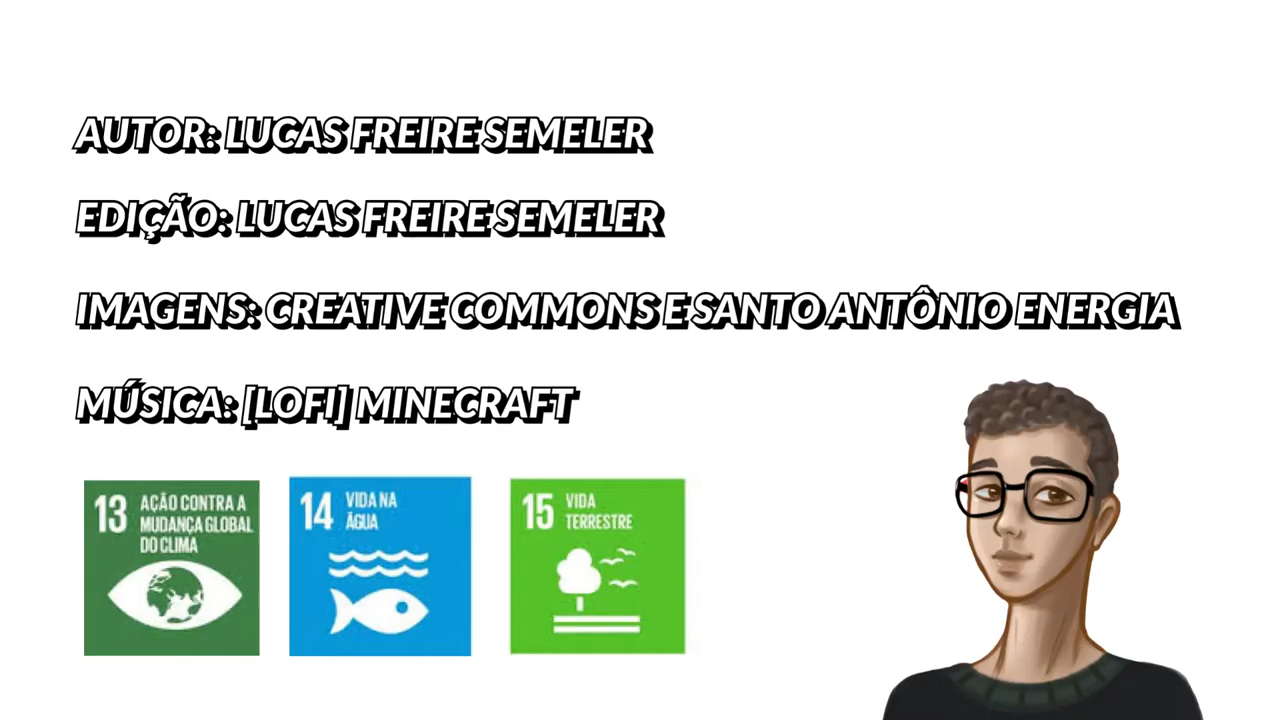 AUTOR: LUCAS FREIRE SEMELER
EDIÇÃO: LUCAS FREIRE SEMELER
IMAGENS: CREATIVE COMMONS E SANTO ANTÔNIO ENERGIA
MÚSICA: [LOFI] MINECRAFT
13 AÇÃO CONTRA A
MUDANÇA GLOBAL
DO CLIMA
14 VIDA NA
ÁGUA
15 VIDA
TERRESTRE